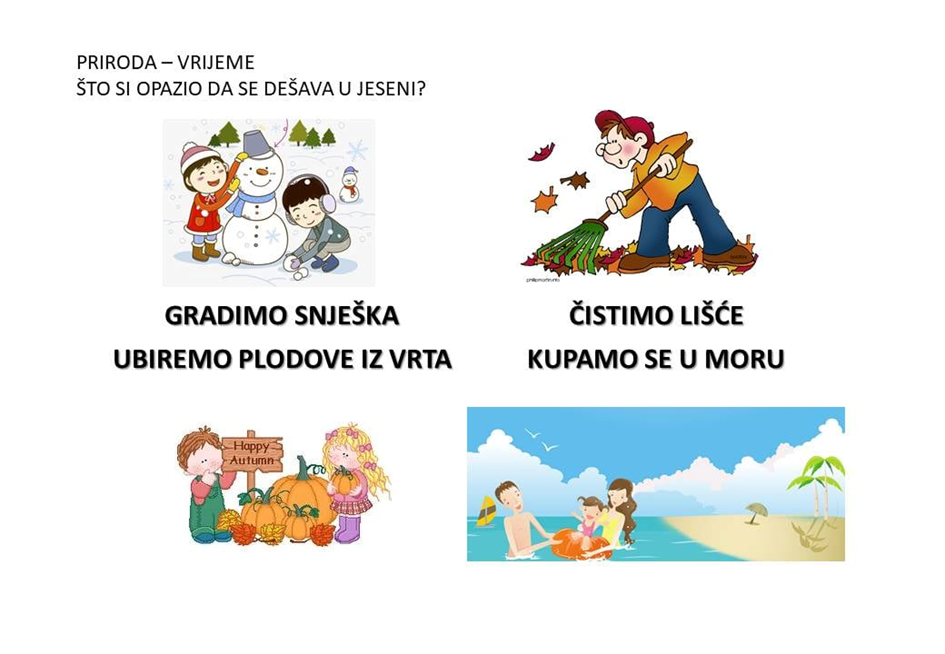 PRIRODA – VRIJEME
ŠTO SI OPAZIO DA SE DEŠAVA U JESENI?
GRADIMO SNJEŠKA
ČISTIMO LIŠĆE
UBIREMO PLODOVE IZ VRTA
KUPAMO SE U MORU
Happy
Autumn